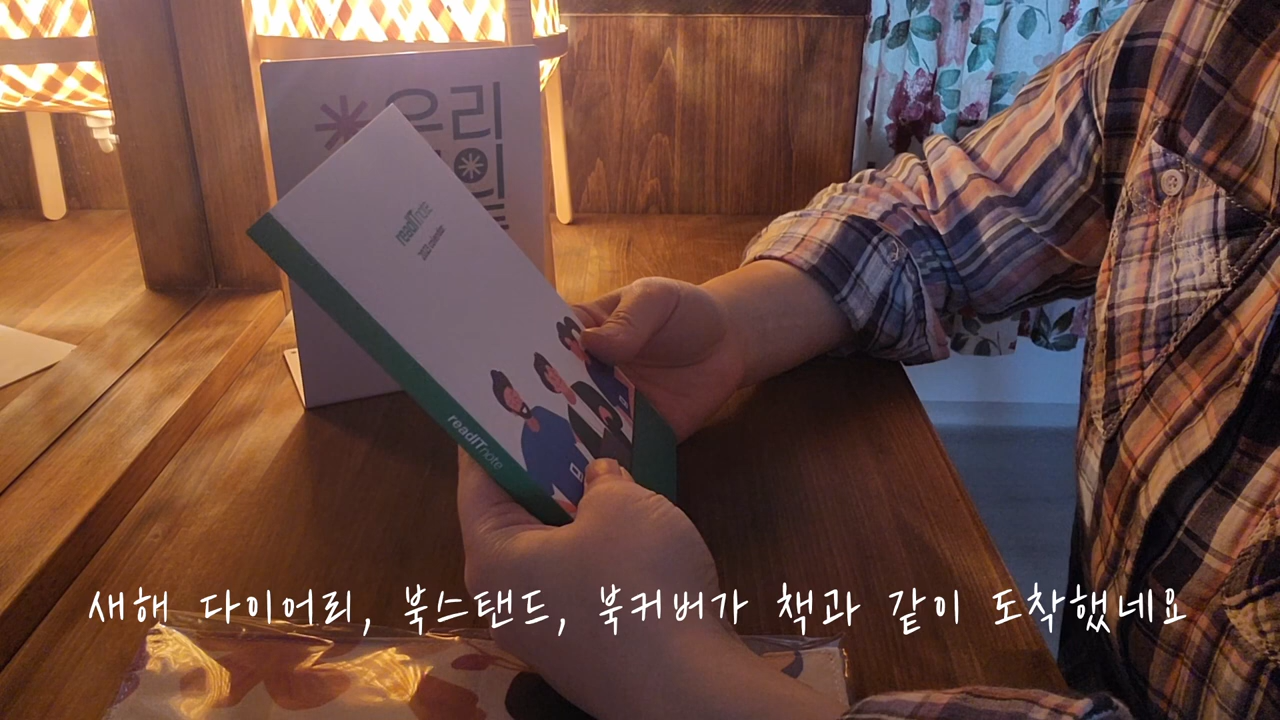 우리
readITnote
readITnote
새해 다이어리, 북스탠드, 북커버가 책과 같이 도착했네요